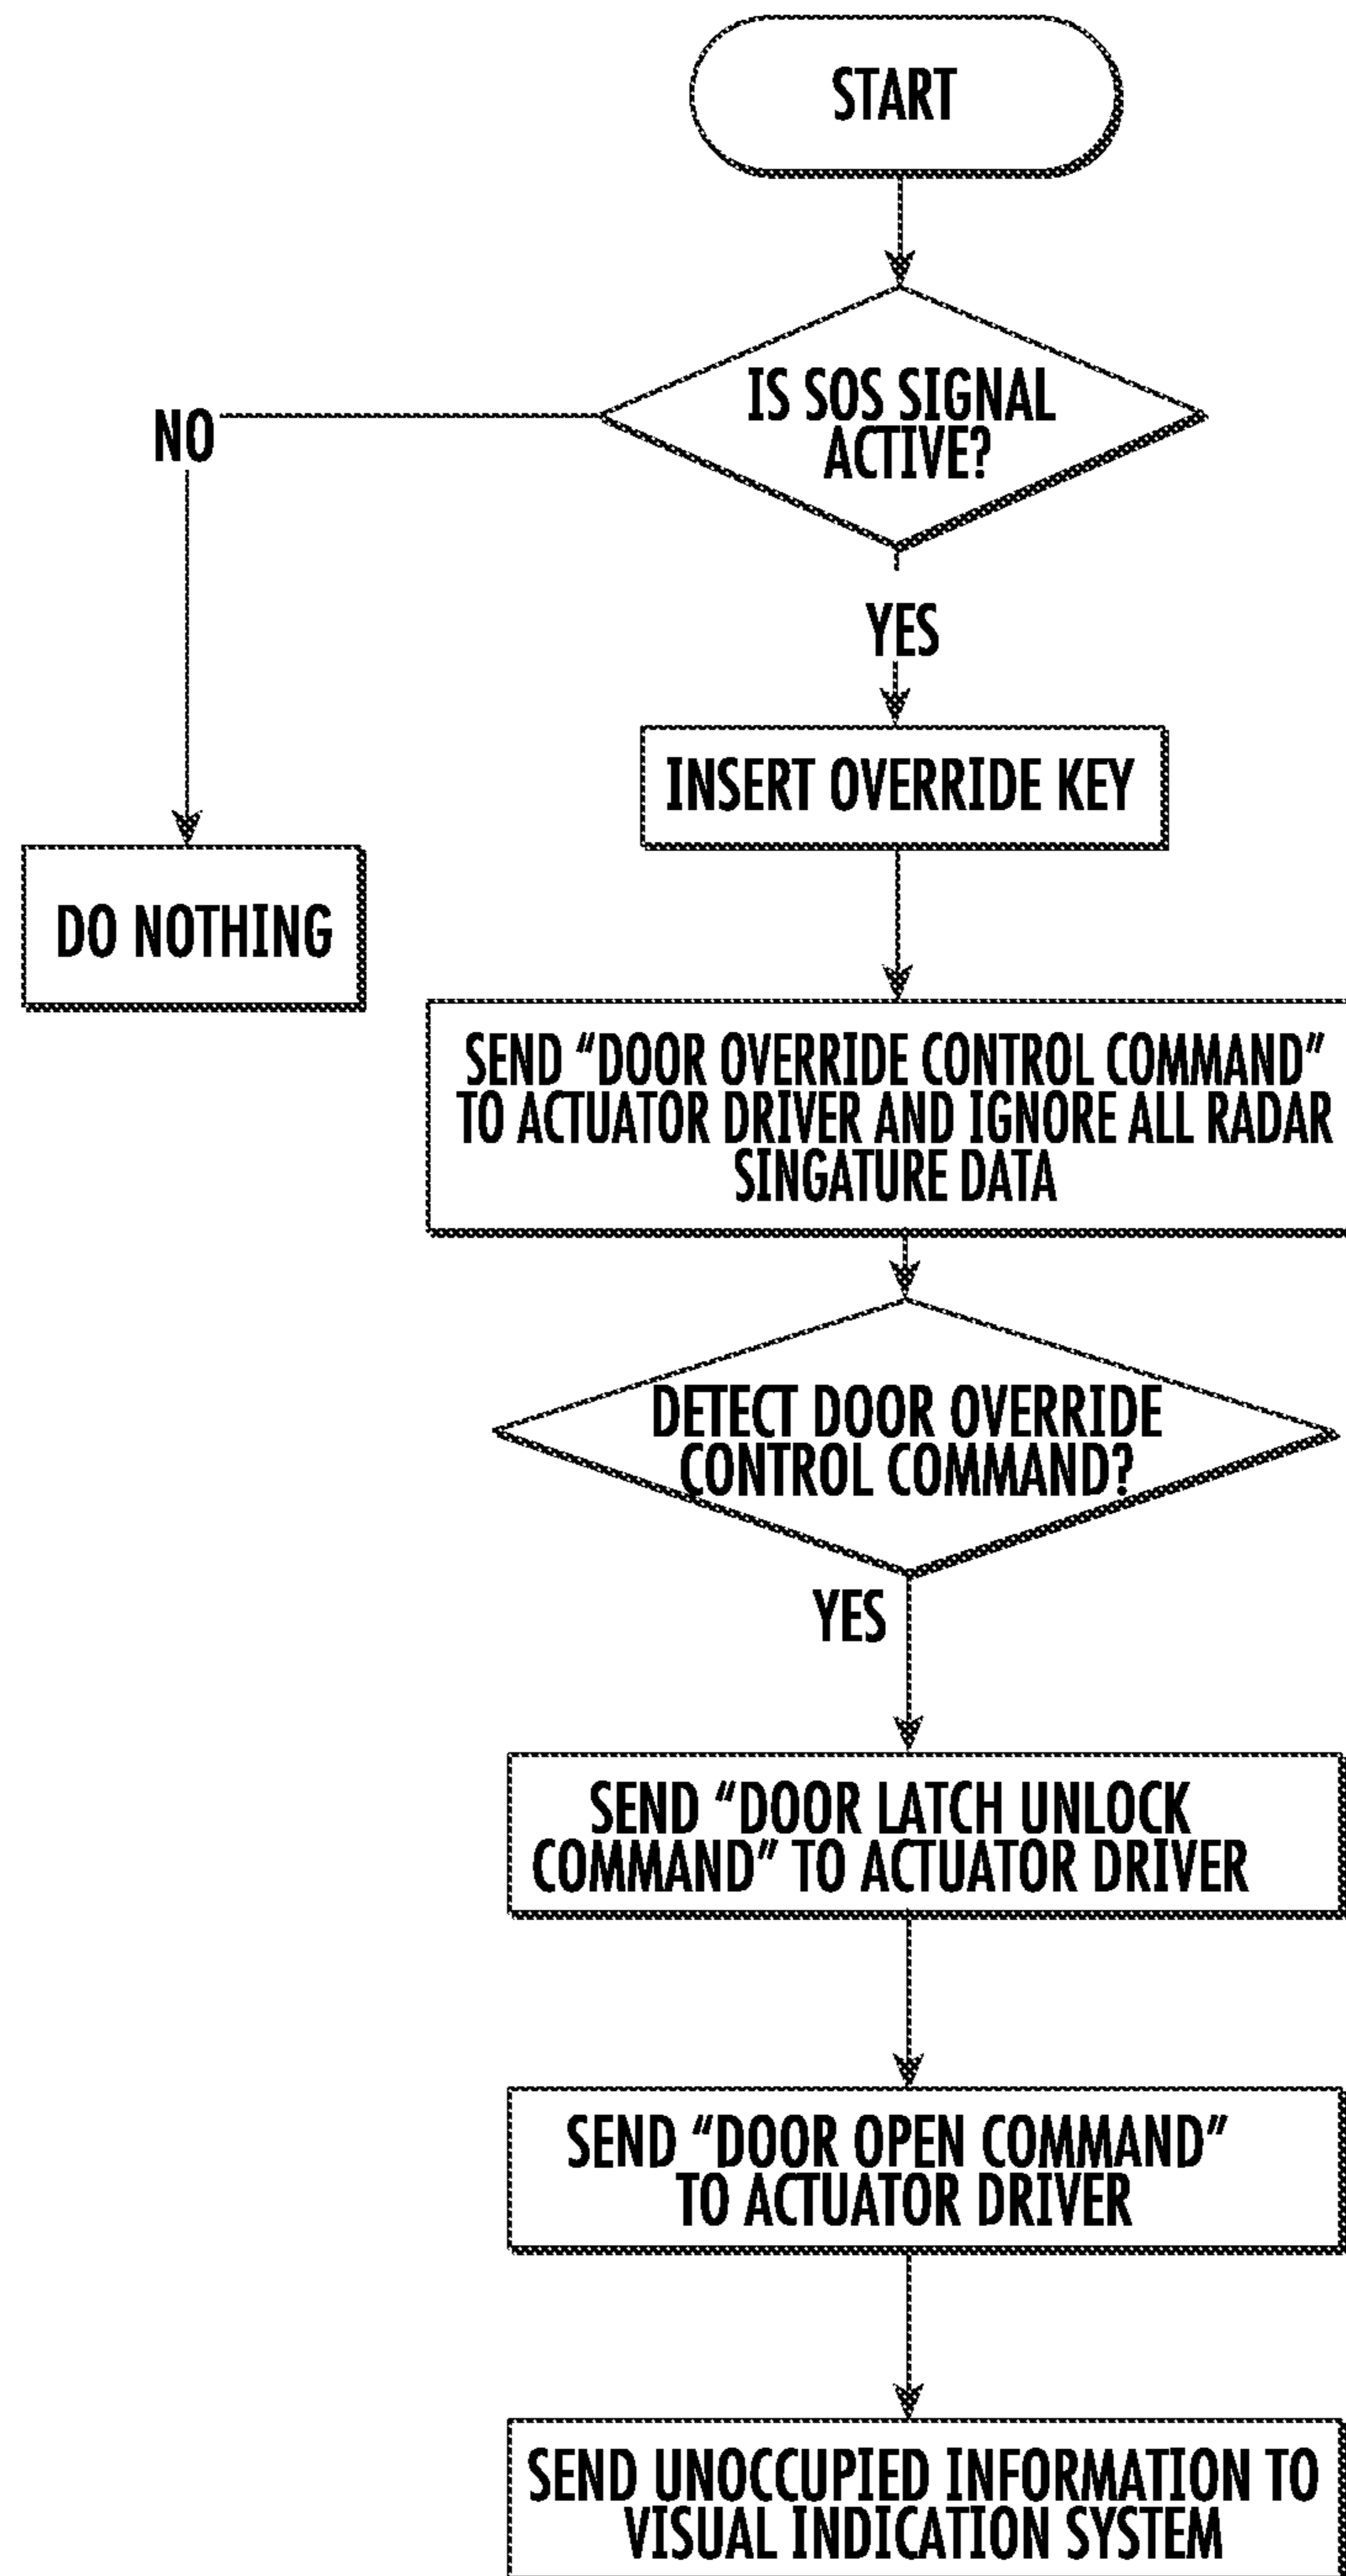 START
IS SOS SIGNAL
ACTIVE?
NO
YES
INSERT OVERRIDE KEY
DO NOTHING
SEND “DOOR OVERRIDE CONTROL COMMAND”
TO ACTUATOR DRIVER AND IGNORE ALL RADAR
SINGATURE DATA
DETECT DOOR OVERRIDE
CONTROL COMMAND?
YES
SEND “DOOR LATCH UNLOCK
COMMAND” TO ACTUATOR DRIVER
SEND “DOOR OPEN COMMAND”
TO ACTUATOR DRIVER
SEND UNOCCUPIED INFORMATION TO
VISUAL INDICATION SYSTEM